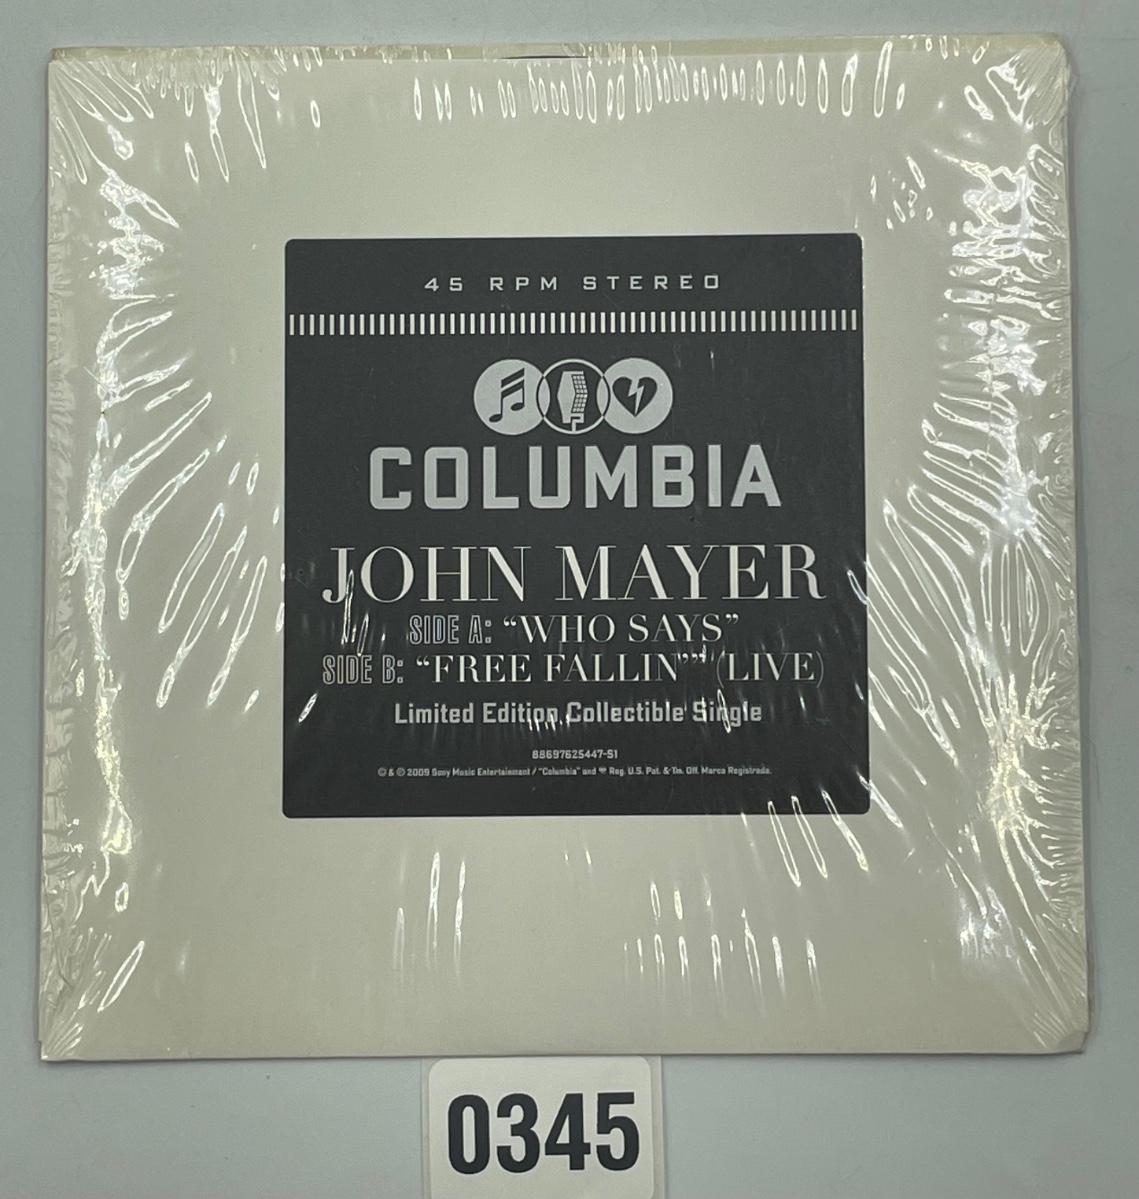 45 RPM STEREO
COLUMBIA
JOHN MAYER
SIDE A: “WHO SAYS”
SIDE B: “FREE FALLIN’” (LIVE)
Limited Edition Collectible Single
88697625447-S1
© & ℗ 2009 Sony Music Entertainment / "Columbia" and ❤ Reg. U.S. Pat. & Tm. Off. Marca Registrada.
0345